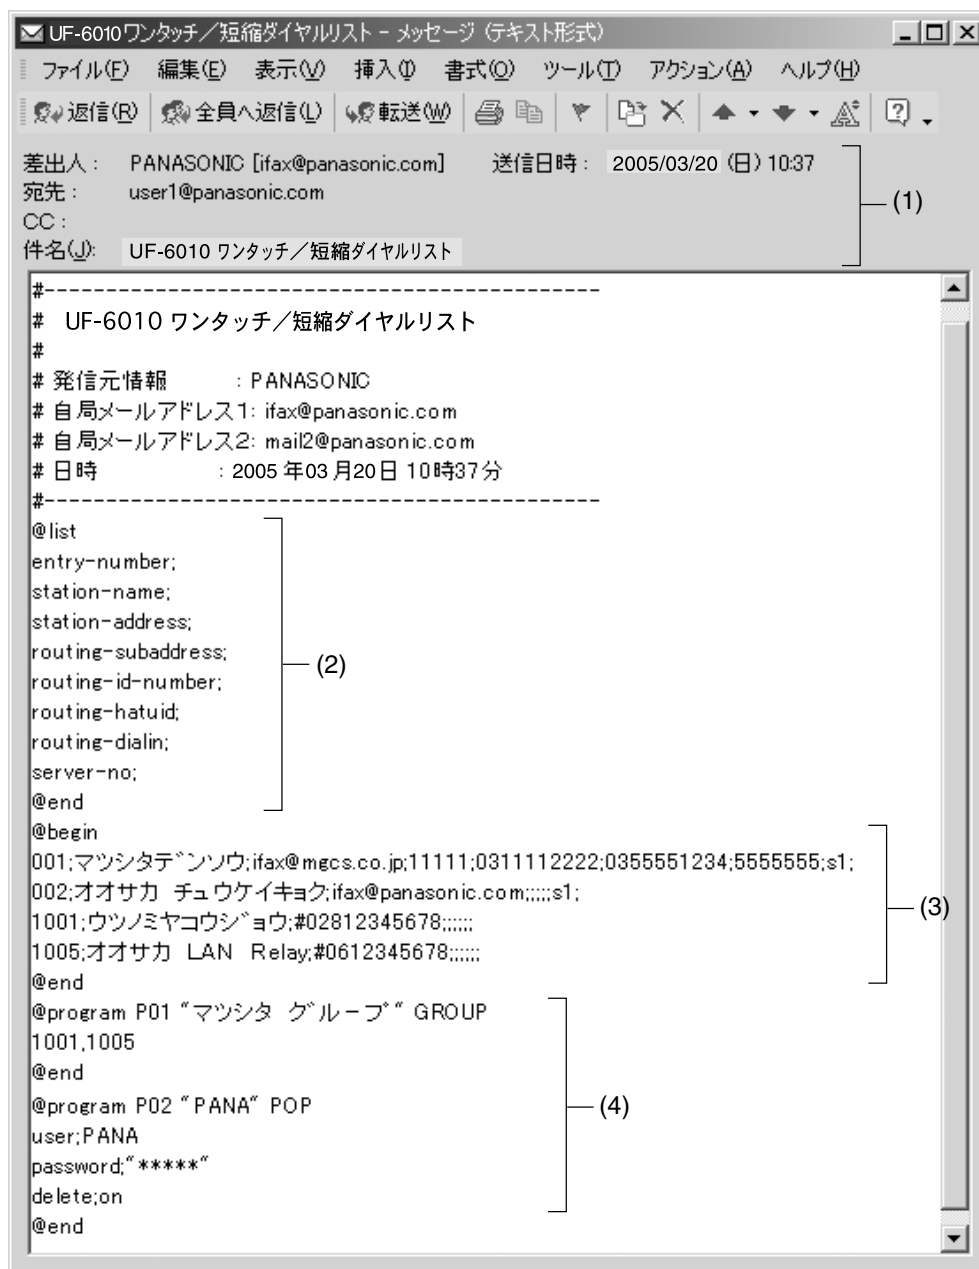 UF-6010ワンタッチ／短縮ダイヤルリスト - メッセージ (テキスト形式)
ファイル(F) 編集(E) 表示(V) 挿入(I) 書式(O) ツール(T) アクション(A) ヘルプ(H)
返信(R) 全員へ返信(L) 転送(W)
差出人： PANASONIC [ifax@panasonic.com] 送信日時： 2005/03/20 (日) 10:37
宛先： user1@panasonic.com
(1)
CC：
件名(J): UF-6010 ワンタッチ／短縮ダイヤルリスト
#---------------------------------------------
# UF-6010 ワンタッチ／短縮ダイヤルリスト
#
# 発信元情報 : PANASONIC
# 自局メールアドレス1: ifax@panasonic.com
# 自局メールアドレス2: mail2@panasonic.com
# 日時 : 2005 年03 月20日 10時37分
#---------------------------------------------
@list
entry-number;
station-name;
station-address;
routing-subaddress;
(2)
routing-id-number;
routing-hatuid;
routing-dialin;
server-no;
@end
@begin
001;マツシタデンソウ;ifax@mgcs.co.jp;11111;0311112222;0355551234;5555555;s1;
002;オオサカ チュウケイキョク;ifax@panasonic.com;;;;;s1;
(3)
1001;ウツノミヤコウジョウ;#02812345678;;;;;;
1005;オオサカ LAN Relay;#0612345678;;;;;;
@end
@program P01 "マツシタ グループ" GROUP
1001,1005
@end
@program P02 "PANA" POP
(4)
user;PANA
password;"*****"
delete;on
@end